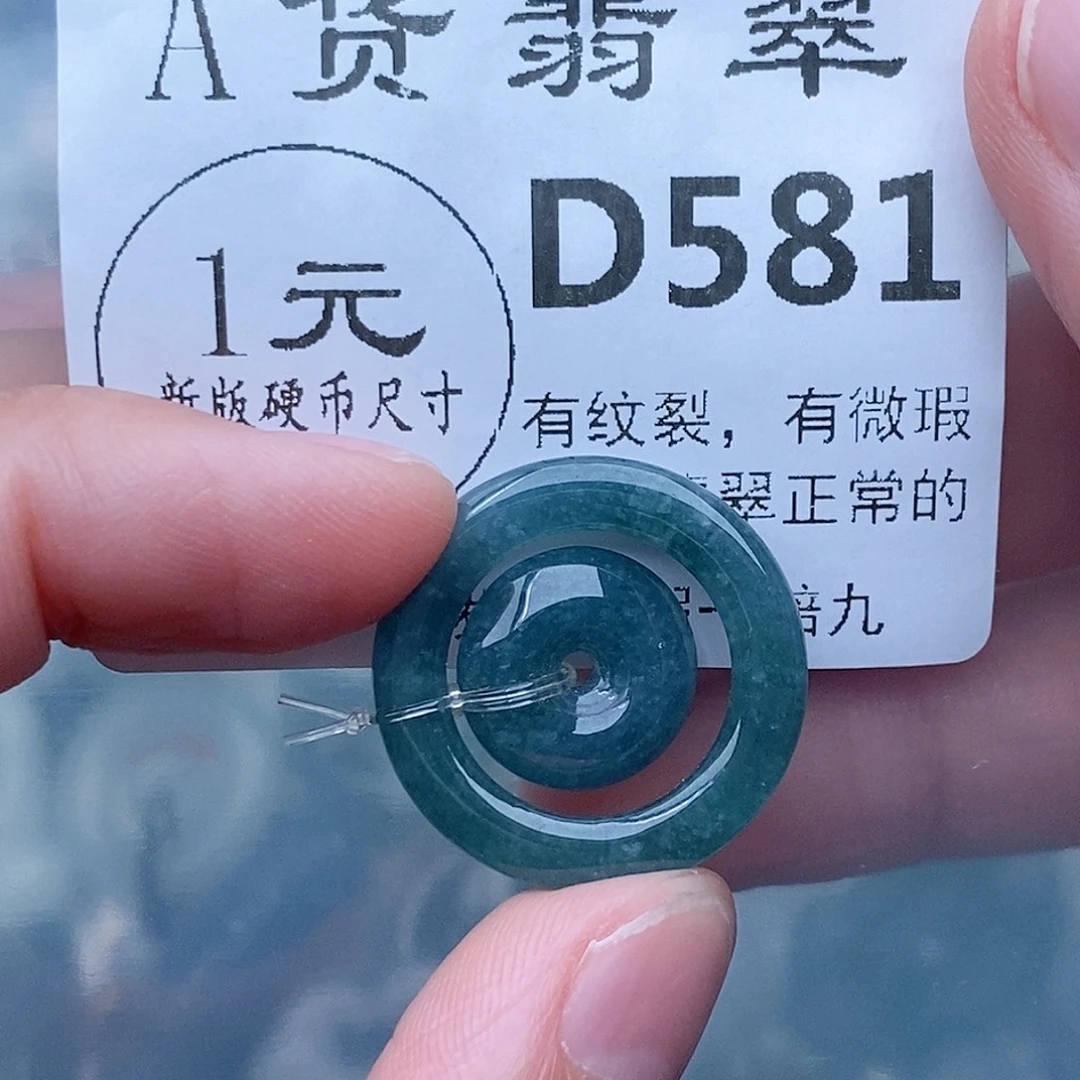 A货翡翠
D581
1元
新版硬币尺寸
有纹裂，有微瑕
翠正常的
倍九